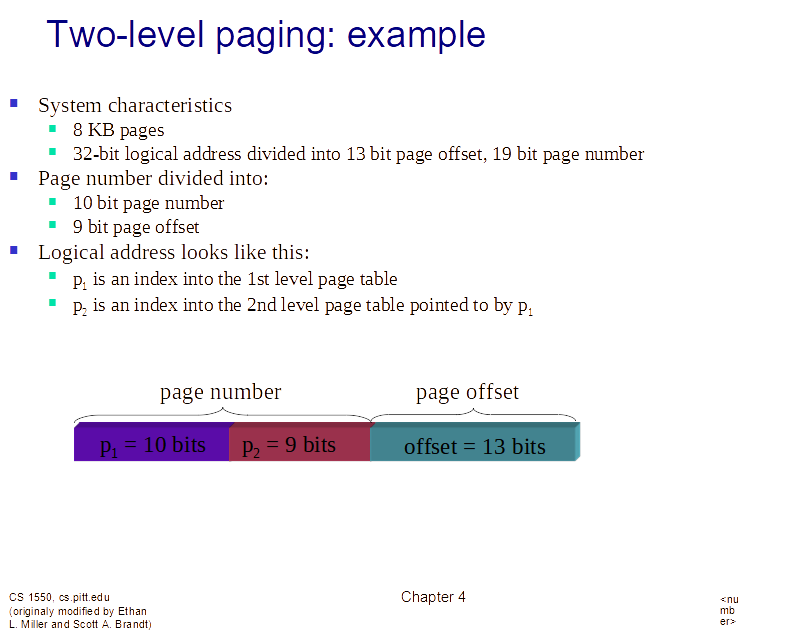 Two-level paging: example
System characteristics
8 KB pages
32-bit logical address divided into 13 bit page offset, 19 bit page number
Page number divided into:
10 bit page number
9 bit page offset
Logical address looks like this:
p1 is an index into the 1st level page table
p2 is an index into the 2nd level page table pointed to by p1
page number page offset
p1 = 10 bits p2 = 9 bits offset = 13 bits
CS 1550, cs.pitt.edu
(originaly modified by Ethan
L. Miller and Scott A. Brandt)
Chapter 4
<nu
mb
er>